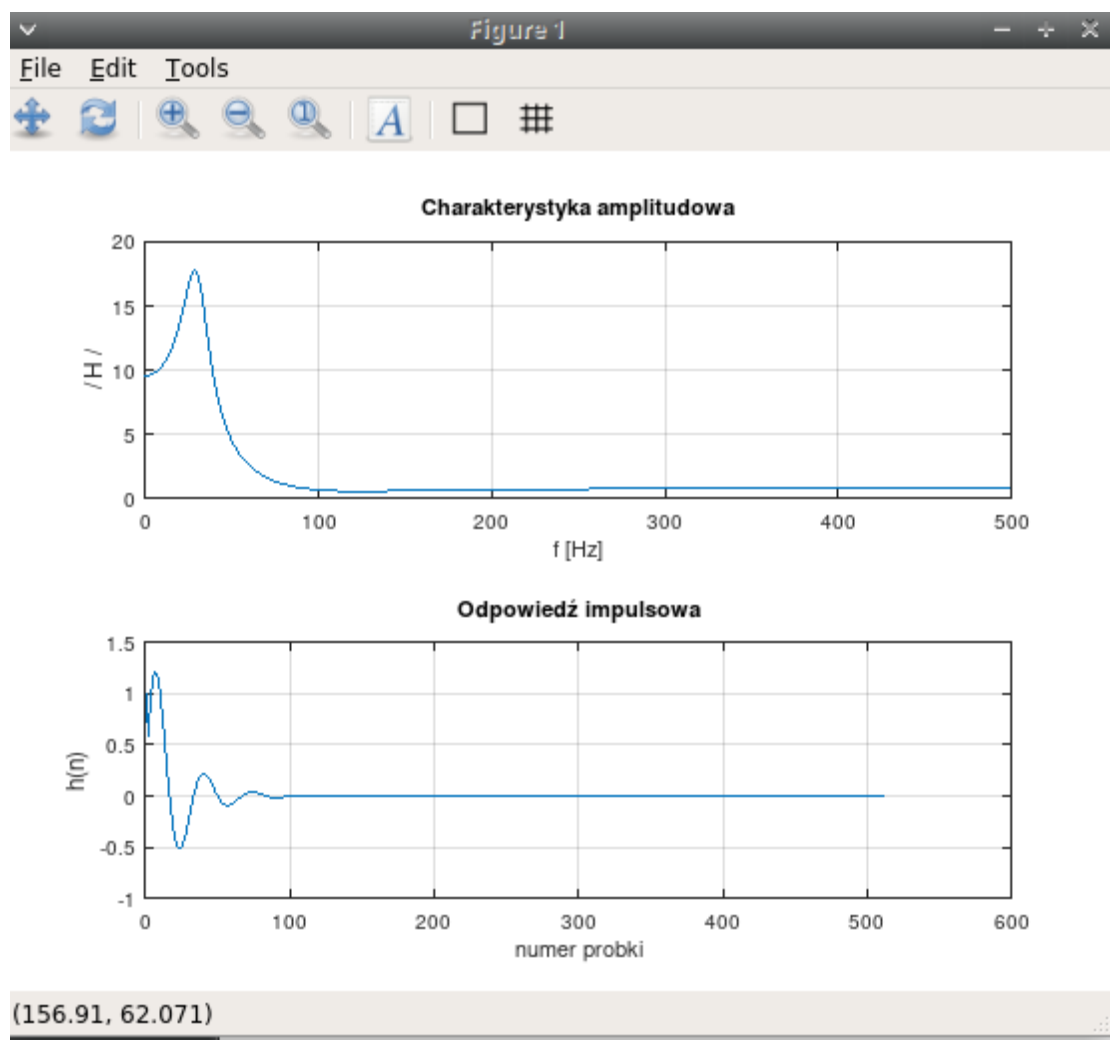 Figure 1
File Edit Tools
A
Charakterystyka amplitudowa
20
15
10
5
0
/ H /
0 100 200 300 400 500
f [Hz]
Odpowiedź impulsowa
1.5
1
0.5
0
-0.5
-1
h(n)
0 100 200 300 400 500 600
numer probki
(156.91, 62.071)